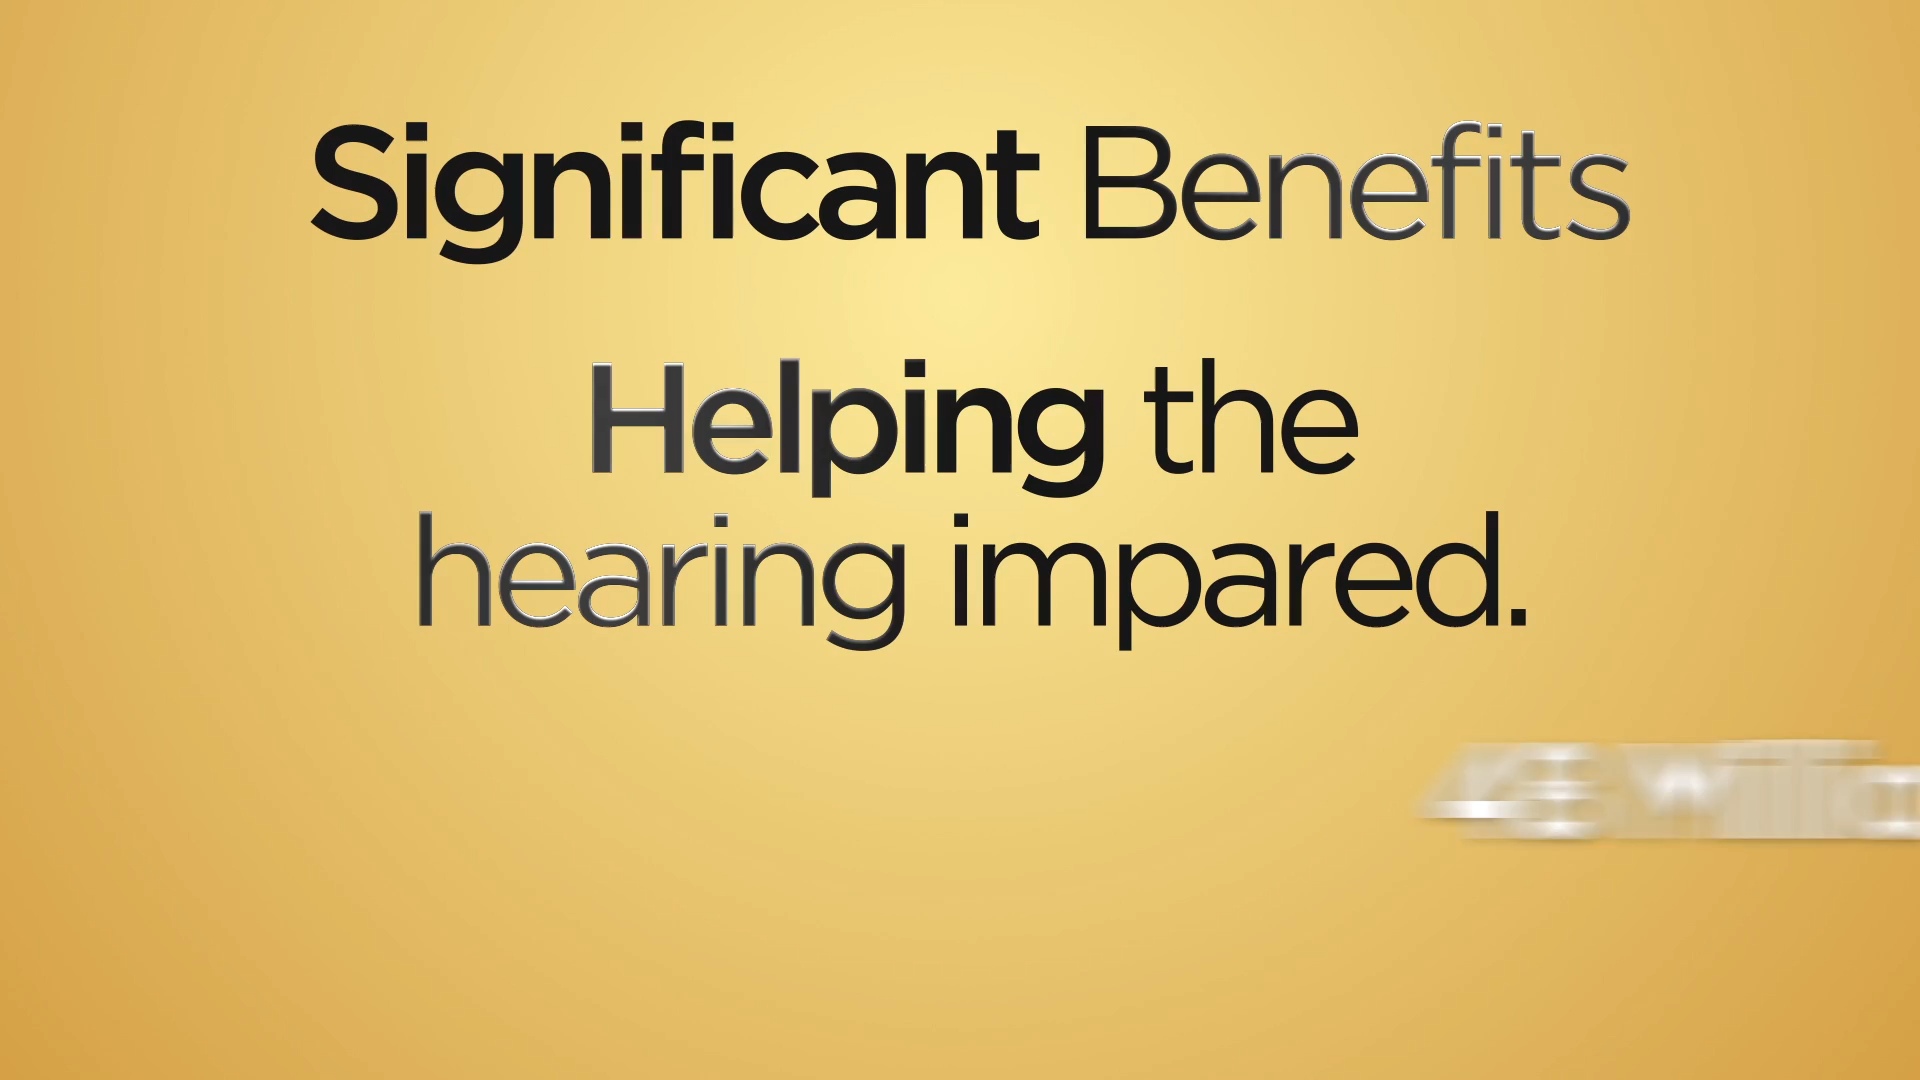 Significant Benefits
Helping the
hearing impared.